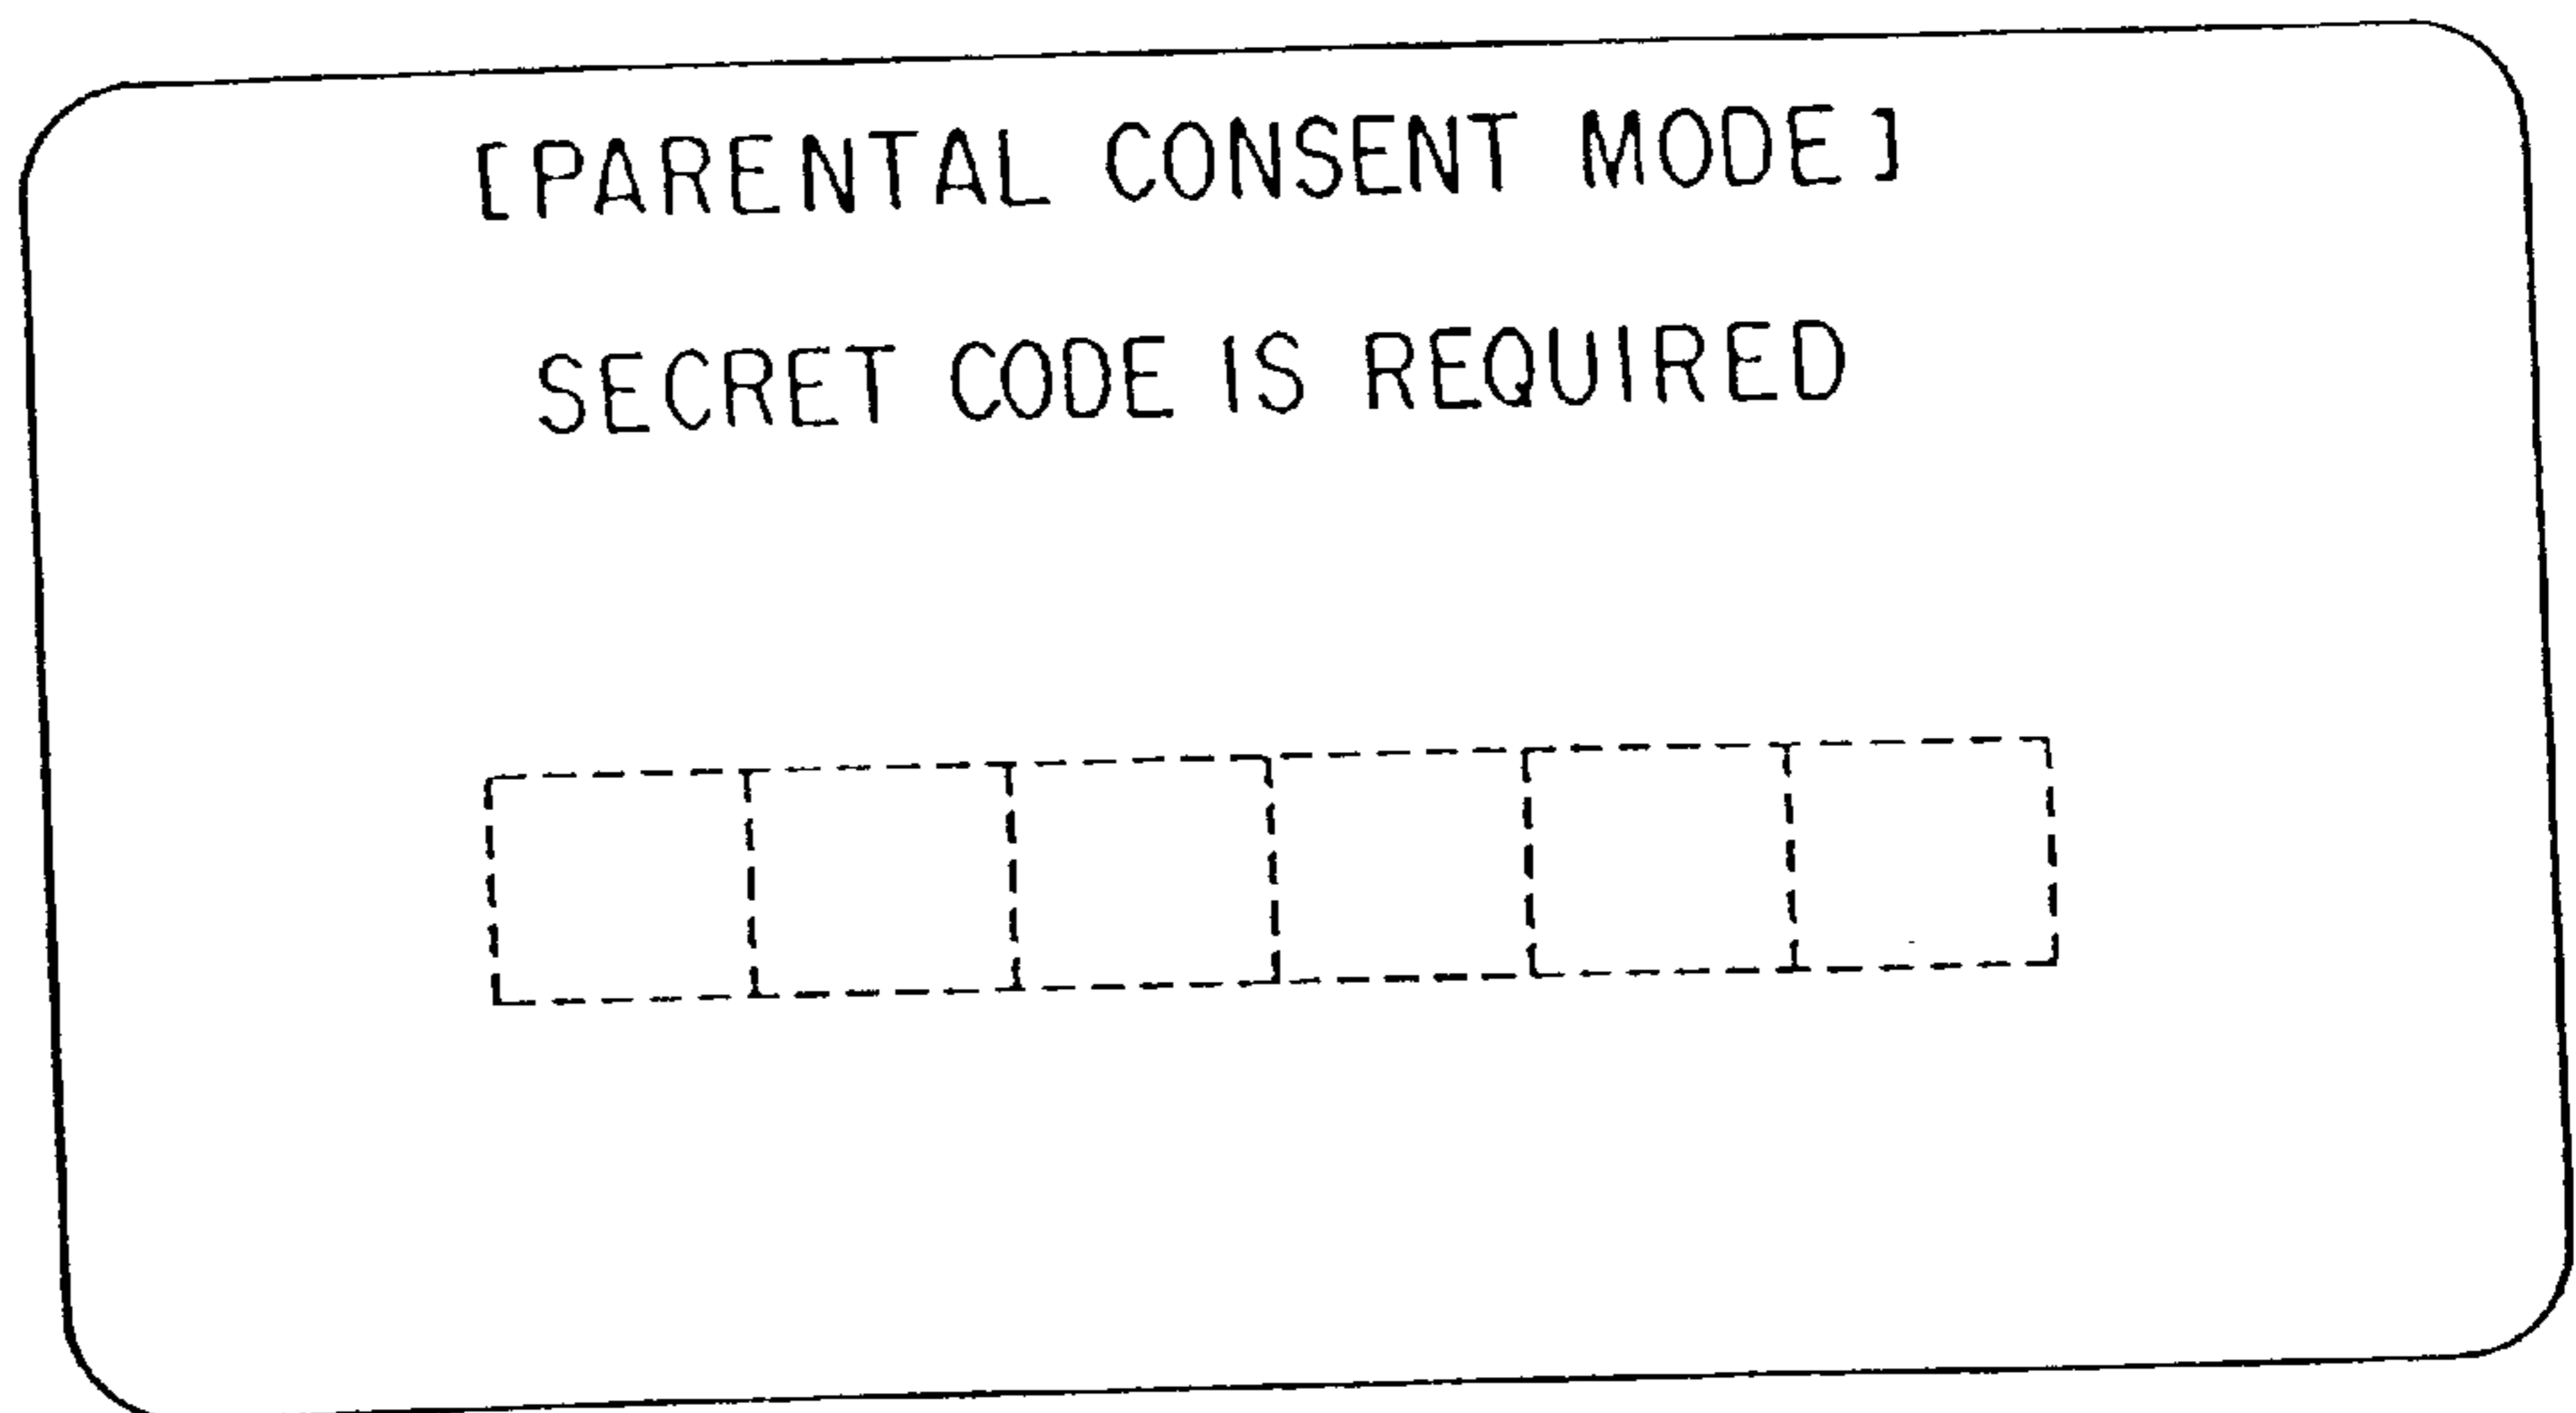 [PARENTAL CONSENT MODE]
SECRET CODE IS REQUIRED